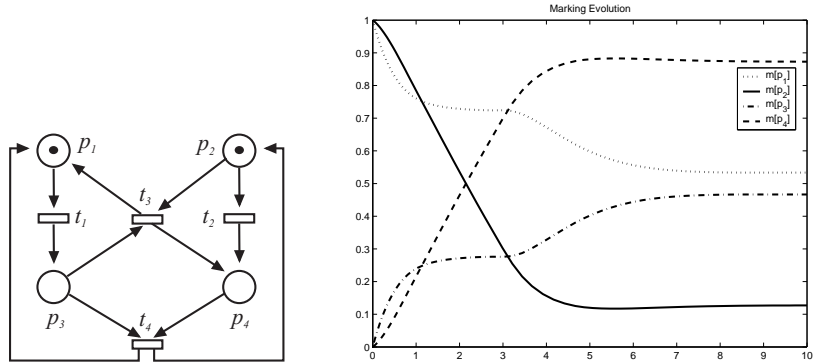 p1
p2
t3
t1
t2
p3
t4
p4
Marking Evolution
1
0.9
0.8
0.7
0.6
0.5
0.4
0.3
0.2
0.1
0
0 1 2 3 4 5 6 7 8 9 10
m[p1]
m[p2]
m[p3]
m[p4]